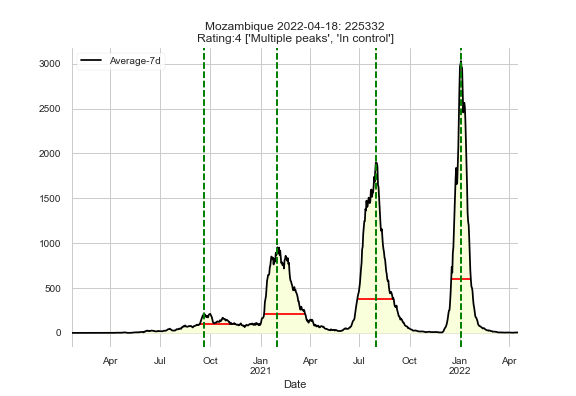 Mozambique 2022-04-18: 225332
Rating:4 ['Multiple peaks', 'In control']
Average-7d
3000
2500
2000
1500
1000
500
0
Apr Jul Oct Jan Apr Jul Oct Jan Apr
2021 2022
Date